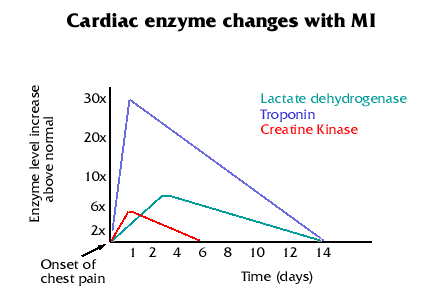 Cardiac enzyme changes with MI
Enzyme level increase
above normal
30x
20x
10x
6x
2x
Lactate dehydrogenase
Troponin
Creatine Kinase
1 2 4 6 8 10 12 14
Onset of
chest pain
Time (days)